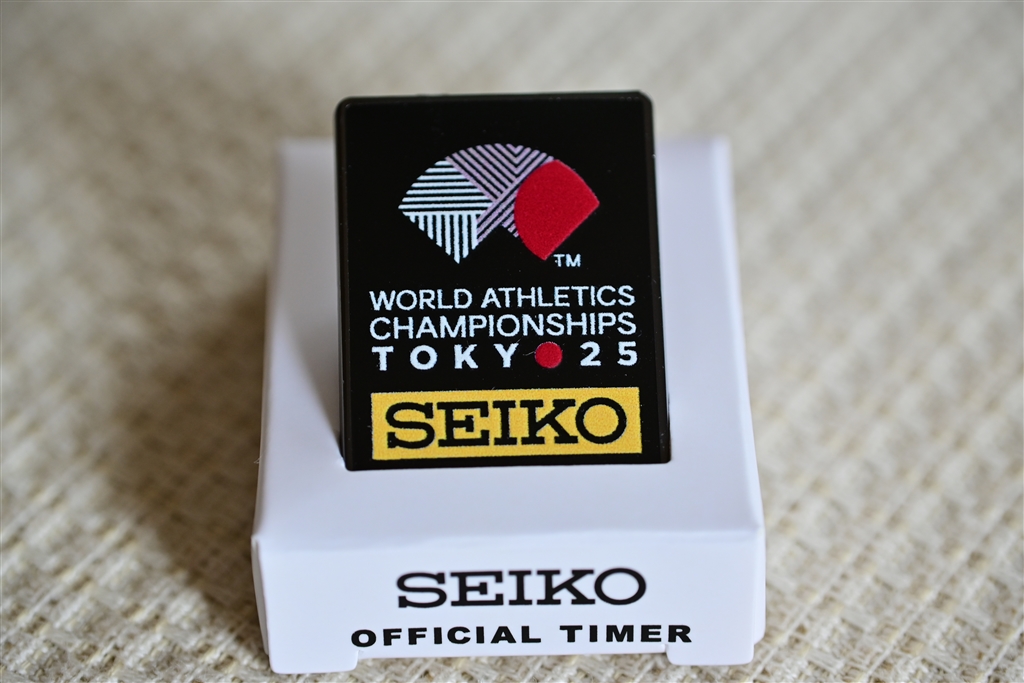 TM
WORLD ATHLETICS
CHAMPIONSHIPS
TOKY●25
SEIKO
SEIKO
OFFICIAL TIMER